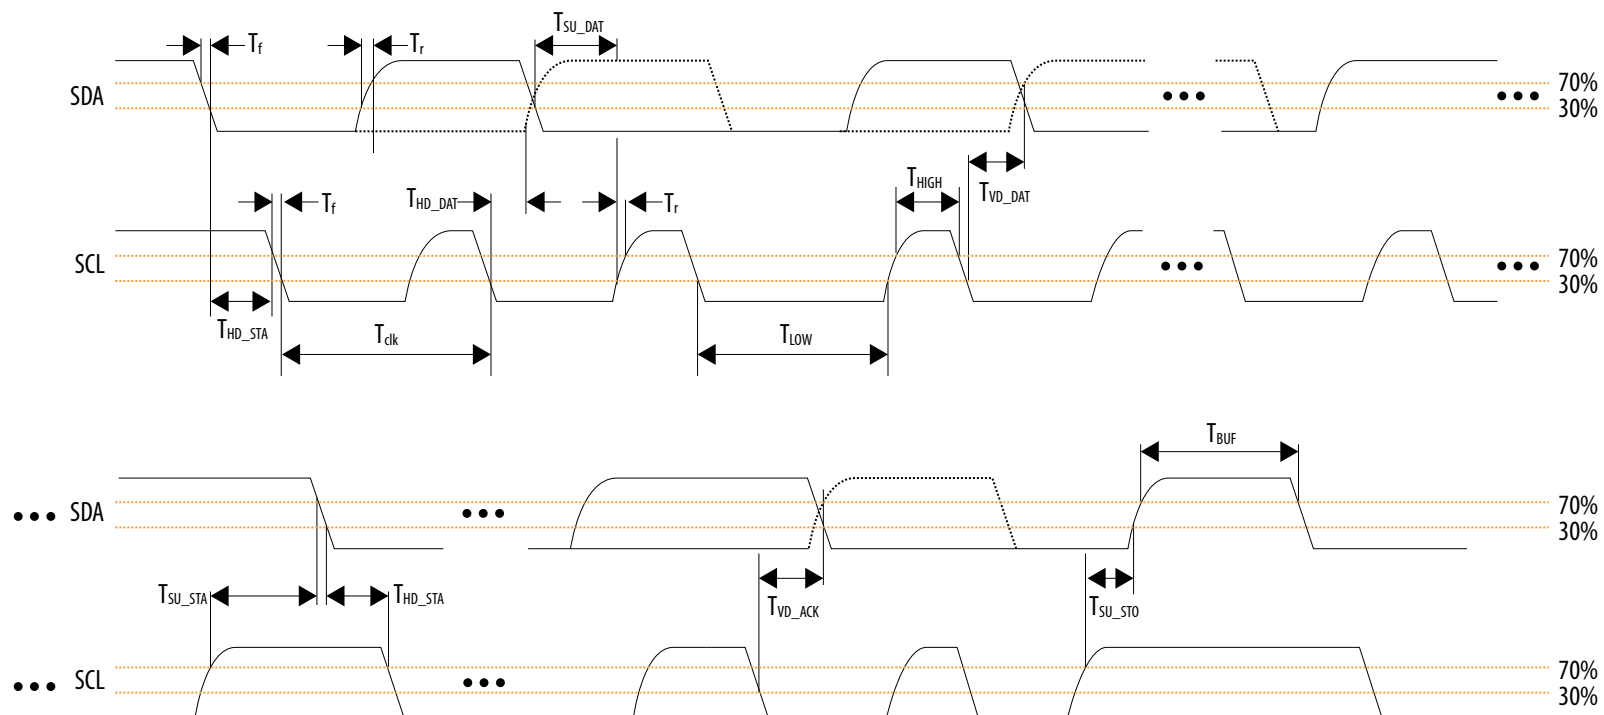 T_SU_DAT
T_f
T_r
SDA
70%
30%
T_HIGH
T_VD_DAT
T_f
T_HD_DAT
T_r
SCL
70%
30%
T_HD_STA
T_clk
T_LOW
T_BUF
••• SDA
•••
70%
30%
T_SU_STA
T_HD_STA
T_VD_ACK
T_SU_STO
••• SCL
•••
70%
30%